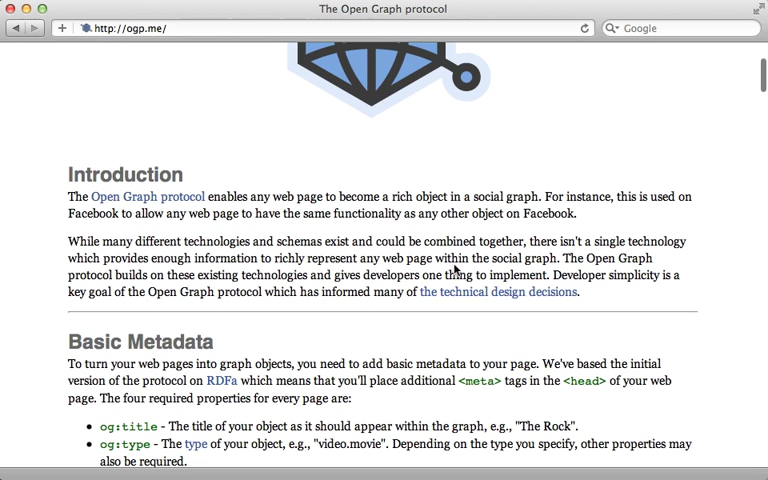 The Open Graph protocol
http://ogp.me/
Google
Introduction
The Open Graph protocol enables any web page to become a rich object in a social graph. For instance, this is used on
Facebook to allow any web page to have the same functionality as any other object on Facebook.
While many different technologies and schemas exist and could be combined together, there isn't a single technology
which provides enough information to richly represent any web page within the social graph. The Open Graph
protocol builds on these existing technologies and gives developers one thing to implement. Developer simplicity is a
key goal of the Open Graph protocol which has informed many of the technical design decisions.
Basic Metadata
To turn your web pages into graph objects, you need to add basic metadata to your page. We've based the initial
version of the protocol on RDFa which means that you'll place additional <meta> tags in the <head> of your web
page. The four required properties for every page are:
• og:title - The title of your object as it should appear within the graph, e.g., "The Rock".
• og:type - The type of your object, e.g., "video.movie". Depending on the type you specify, other properties may
also be required.